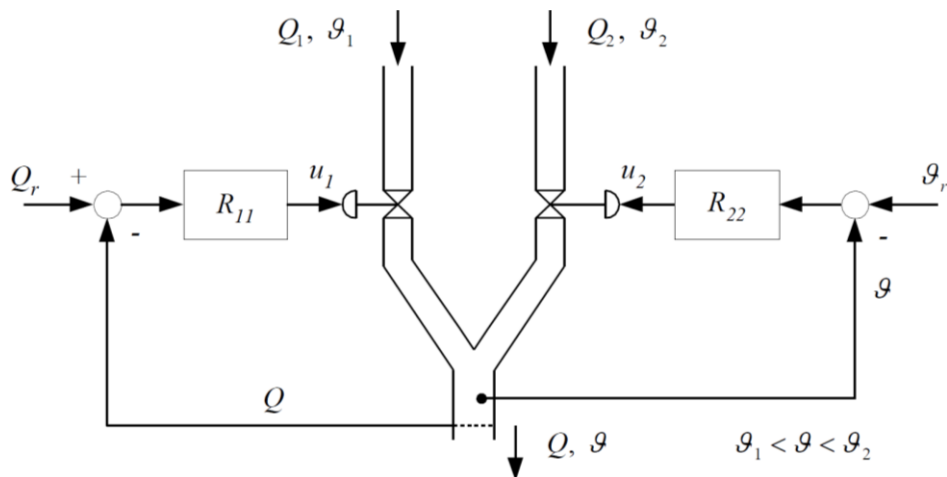 Q₁, ϑ₁ Q₂, ϑ₂
Qᵣ + R₁₁ u₁ u₂ R₂₂ ϑᵣ
- -
ϑ
Q
Q, ϑ ϑ₁ < ϑ < ϑ₂